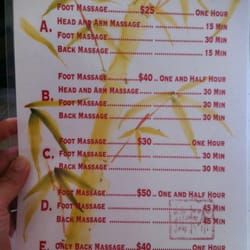 Foot Massage.......... $25 ............ One Hour
A. Head and Arm Massage.......... 15 Min
Foot Massage.......... 30 Min
Back Massage.......... 15 Min
Foot Massage.......... $40 .. One and Half Hour
B. Head and Arm Massage.......... 30 Min
Foot Massage.......... 30 Min
Back Massage.......... 30 Min
Foot Massage.......... $30 ............ One Hour
C. Foot Massage.......... 30 Min
Back Massage.......... 30 Min
Foot Massage.......... $50 .. One and Half Hour
D. Foot Massage.......... 45 Min
Back Massage.......... 45 Min
E. Only Back Massage.......... $40 ............ One Hour